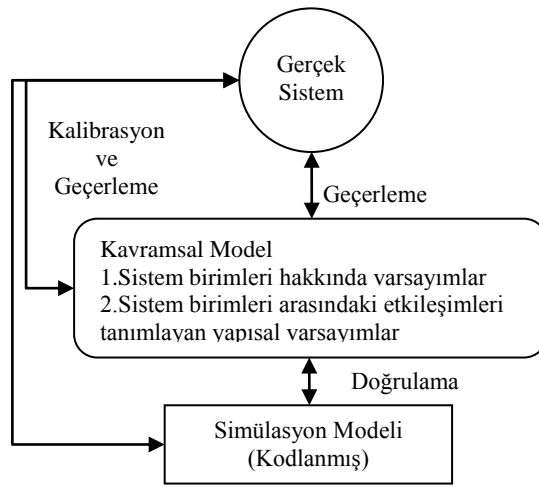 Gerçek
Sistem
Kalibrasyon
ve
Geçerleme
Geçerleme
Kavramsal Model
1.Sistem birimleri hakkında varsayımlar
2.Sistem birimleri arasındaki etkileşimleri
tanımlayan yapısal varsayımlar
Doğrulama
Simülasyon Modeli
(Kodlanmış)